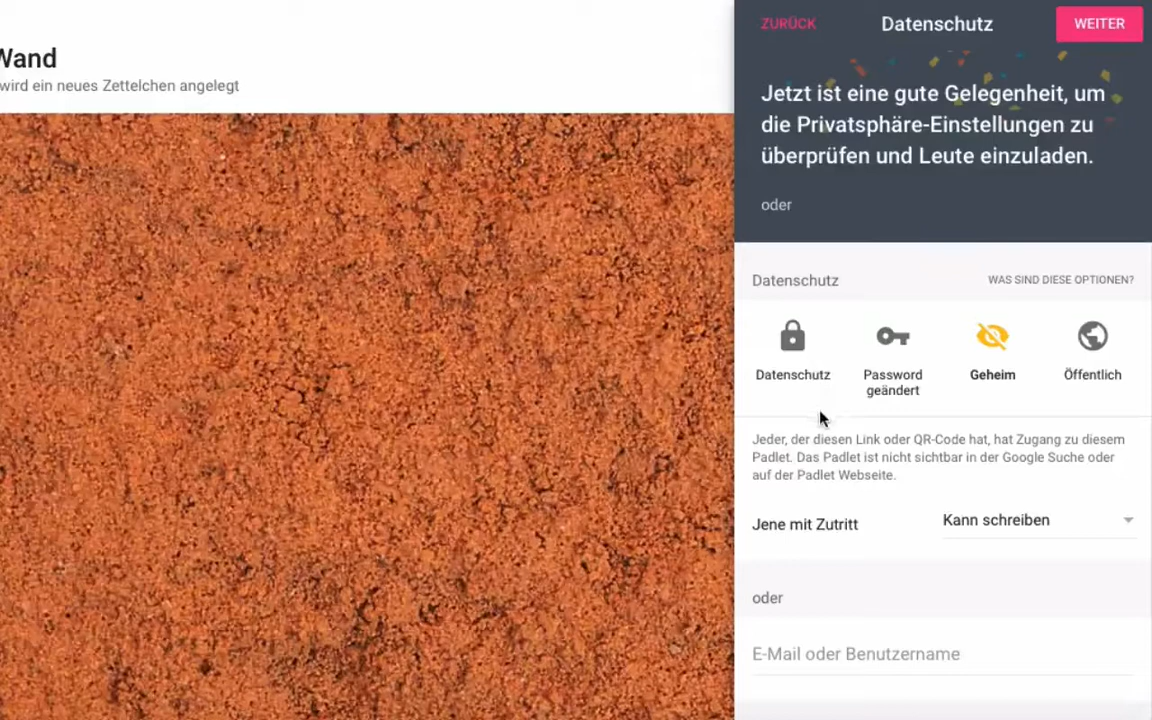 Wand
wird ein neues Zettelchen angelegt
ZURÜCK
Datenschutz
WEITER
Jetzt ist eine gute Gelegenheit, um
die Privatsphäre-Einstellungen zu
überprüfen und Leute einzuladen.
oder
Datenschutz
WAS SIND DIESE OPTIONEN?
Datenschutz
Password
geändert
Geheim
Öffentlich
Jeder, der diesen Link oder QR-Code hat, hat Zugang zu diesem
Padlet. Das Padlet ist nicht sichtbar in der Google Suche oder
auf der Padlet Webseite.
Jene mit Zutritt
Kann schreiben
oder
E-Mail oder Benutzername